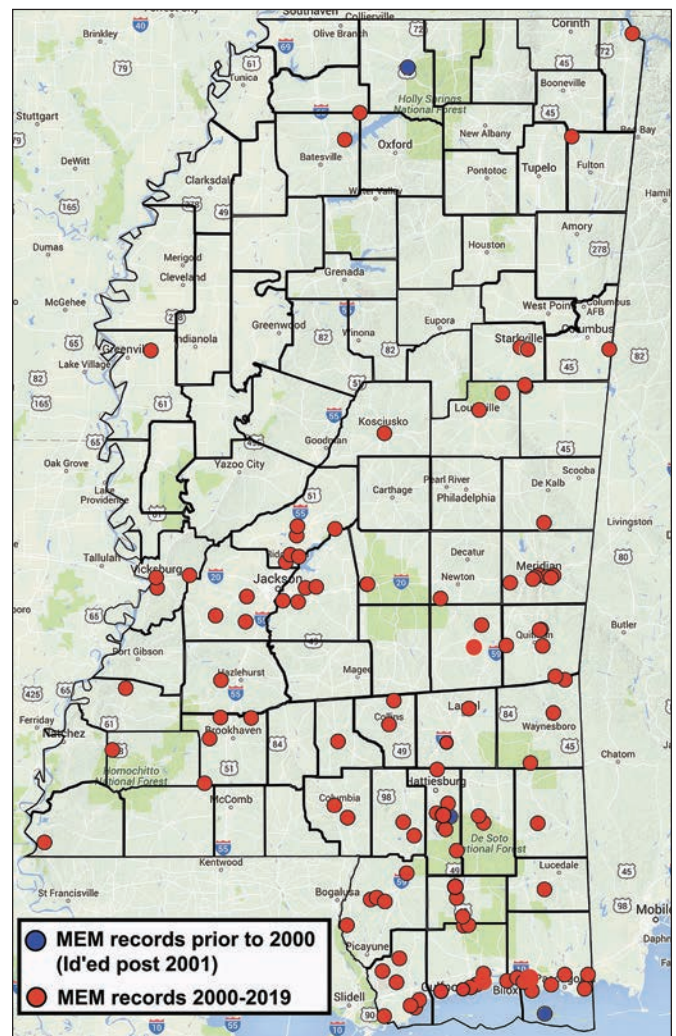 Southaven
Collierville
Corinth
Brinkley
Olive Branch
Tunica
Booneville
Holly Springs
National Forest
Stuttgart
New Albany
Red Bay
Batesville
Oxford
DeWitt
Pontotoc
Tupelo
Fulton
Clarksdale
Water Valley
Dumas
Houston
Amory
Merigold
Cleveland
Grenada
McGehee
West Point
Columbus
AFB
Greenwood
Winona
Eupora
Indianola
Starkville
Columbus
Greenvill
Lake Village
Louisville
Kosciusko
Goodman
Oak Grove
Yazoo City
Scooba
Lake
Providence
Carthage
Pearl River
Philadelphia
De Kalb
Livingston
Tallulah
Vicksburg
Decatur
Meridian
Jackson
Newton
Port Gibson
Quitman
Butler
Hazlehurst
Magee
Ferriday
Natchez
Collins
Laurel
Waynesboro
Brookhaven
Chatom
Homochitto
National Forest
McComb
Columbia
Hattiesburg
De Soto
National Forest
Kentwood
Lucedale
St Francisville
Bogalusa
Mobile
Picayune
Slidell
Biloxi
MEM records prior to 2000
(Id'ed post 2001)
MEM records 2000-2019